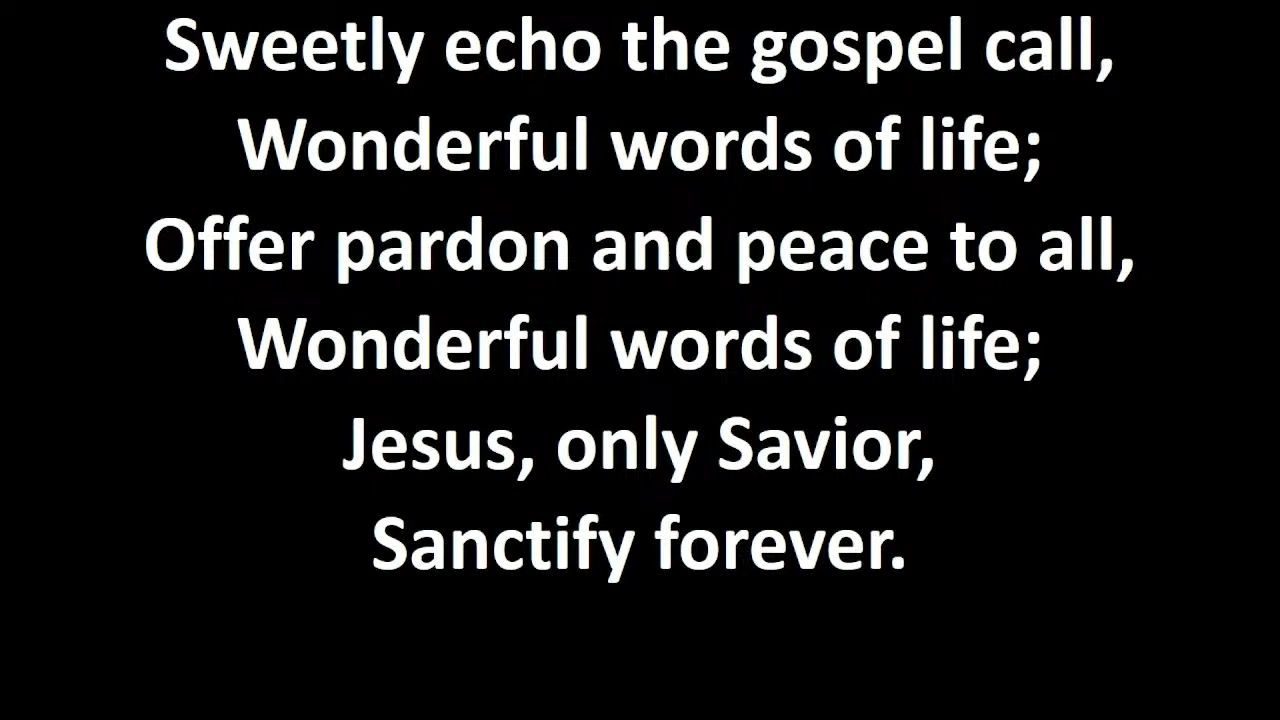 Sweetly echo the gospel call,
Wonderful words of life;
Offer pardon and peace to all,
Wonderful words of life;
Jesus, only Savior,
Sanctify forever.